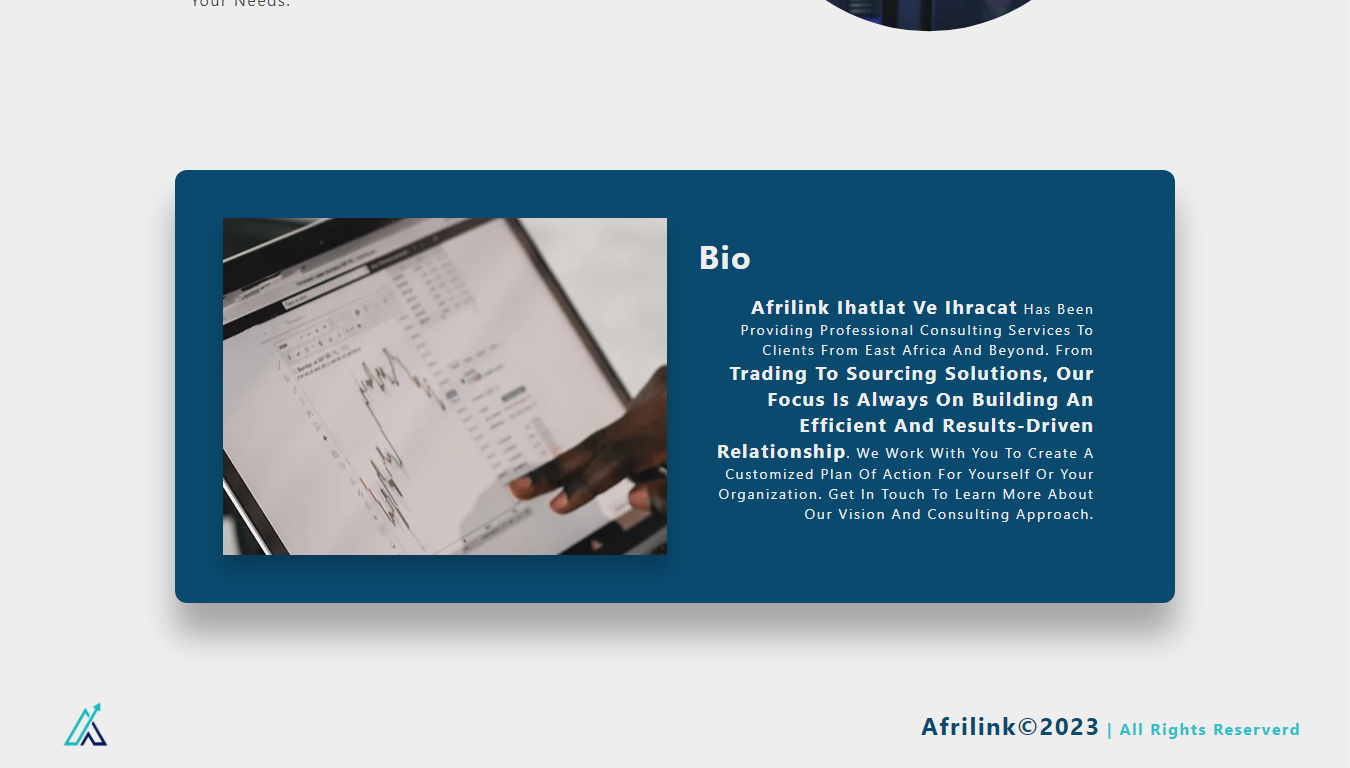 Your Needs.
Bio
Afrilink Ihatlat Ve Ihracat Has Been
Providing Professional Consulting Services To
Clients From East Africa And Beyond. From
Trading To Sourcing Solutions, Our
Focus Is Always On Building An
Efficient And Results-Driven
Relationship. We Work With You To Create A
Customized Plan Of Action For Yourself Or Your
Organization. Get In Touch To Learn More About
Our Vision And Consulting Approach.
Afrilink©2023 | All Rights Reserverd